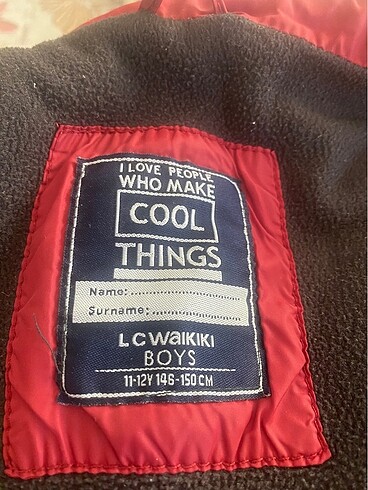 I LOVE PEOPLE
WHO MAKE
COOL
THINGS
Name: ........................
Surname: ...................
LC WAIKIKI
BOYS
11-12Y 146-150 CM